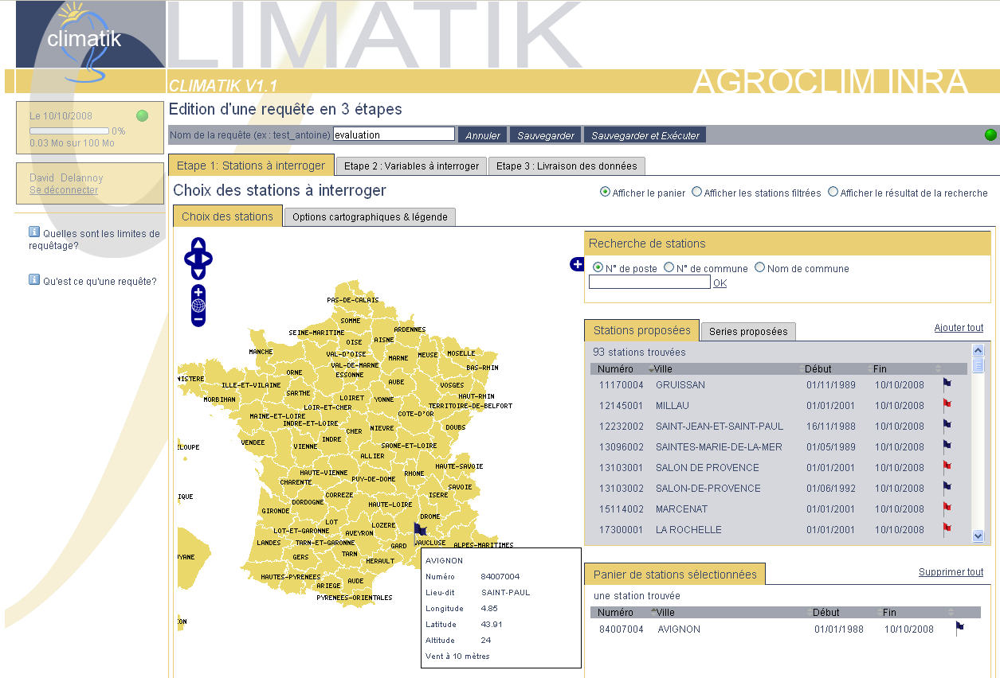 climatik
CLIMATIK
CLIMATIK V1.1
AGROCLIM INRA
Le 10/10/2008
0%
0.03 Mo sur 100 Mo
David Delannoy
Se déconnecter
Quelles sont les limites de
requêtage?
Qu'est ce qu'une requête?
Edition d'une requête en 3 étapes
Nom de la requête (ex : test_antoine) evaluation Annuler Sauvegarder Sauvegarder et Exécuter
Etape 1: Stations à interroger Etape 2 : Variables à interroger Etape 3 : Livraison des données
Choix des stations à interroger
Afficher le panier Afficher les stations filtrées Afficher le résultat de la recherche
Choix des stations Options cartographiques & légende
PAS-DE-CALAIS
SOMME
SEINE-MARITIME ARDENNES
OISE AISNE
MANCHE VAL-D'OISE MARNE MEUSE MOSELLE
VAL-DE-MARNE BAS-RHIN
ORNE ESSONNE
NISTERE ILLE-ET-VILAINE AUBE VOSGES
SARTHE HAUT-RHIN
MORBIHAN LOIRET YONNE
LOIR-ET-CHER TERRITOIRE-DE-BELFORT
MAINE-ET-LOIRE COTE-D'OR
INDRE-ET-LOIRE
CHER NIEVRE DOUBS
VENDEE INDRE
ELOUPE VIENNE SAONE-ET-LOIRE
ALLIER
HAUTE-SAVOIE
HAUTE-VIENNE RHONE
CHARENTE PUY-DE-DOME
SAVOIE
IQUE CORREZE ISERE
DORDOGNE HAUTE-LOIRE
GIRONDE
DROME
LOT LOZERE
LOT-ET-GARONNE AVEYRON
LANDES TARN-ET-GARONNE GARD VAUCLUSE ALPES-MARITIMES
YANE GERS TARN HERAULT
HAUTES-PYRENEES AUDE
ARIEGE
PYRENEES-ORIENTALES
ION
AVIGNON
Numéro 84007004
Lieu-dit SAINT-PAUL
Longitude 4.85
Latitude 43.91
Altitude 24
Vent à 10 mètres
Recherche de stations
N° de poste N° de commune Nom de commune
OK
Stations proposées Series proposées Ajouter tout
93 stations trouvées
Numéro Ville Début Fin
11170004 GRUISSAN 01/11/1989 10/10/2008
12145001 MILLAU 01/01/2001 10/10/2008
12232002 SAINT-JEAN-ET-SAINT-PAUL 16/11/1988 10/10/2008
13096002 SAINTES-MARIE-DE-LA-MER 01/05/1989 10/10/2008
13103001 SALON DE PROVENCE 01/01/2001 10/10/2008
13103002 SALON-DE-PROVENCE 01/06/1992 10/10/2008
15114002 MARCENAT 01/01/2001 10/10/2008
17300001 LA ROCHELLE 01/01/2001 10/10/2008
Panier de stations sélectionnées Supprimer tout
une station trouvée
Numéro Ville Début Fin
84007004 AVIGNON 01/01/1988 10/10/2008